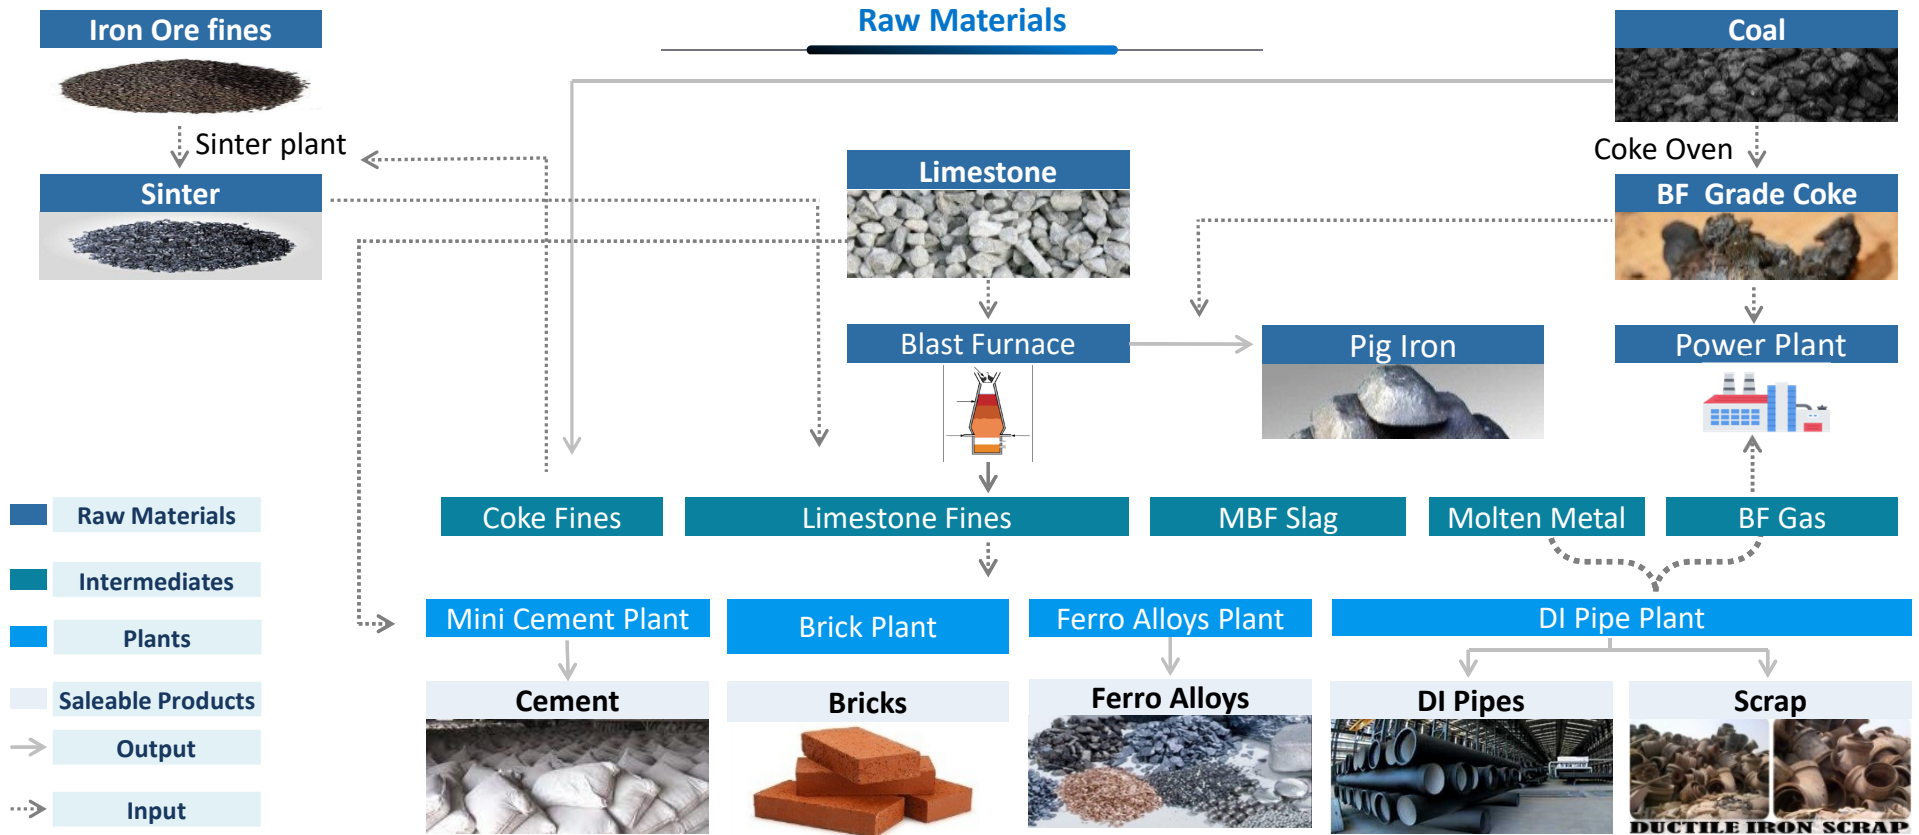 Raw Materials
Iron Ore fines
Coal
Sinter plant
Coke Oven
Limestone
Sinter
BF Grade Coke
Blast Furnace
Pig Iron
Power Plant
Raw Materials
Coke Fines
Limestone Fines
MBF Slag
Molten Metal
BF Gas
Intermediates
Plants
Mini Cement Plant
Brick Plant
Ferro Alloys Plant
DI Pipe Plant
Saleable Products
Cement
Bricks
Ferro Alloys
DI Pipes
Scrap
Output
Input
DUCTILE IRON SCRAP